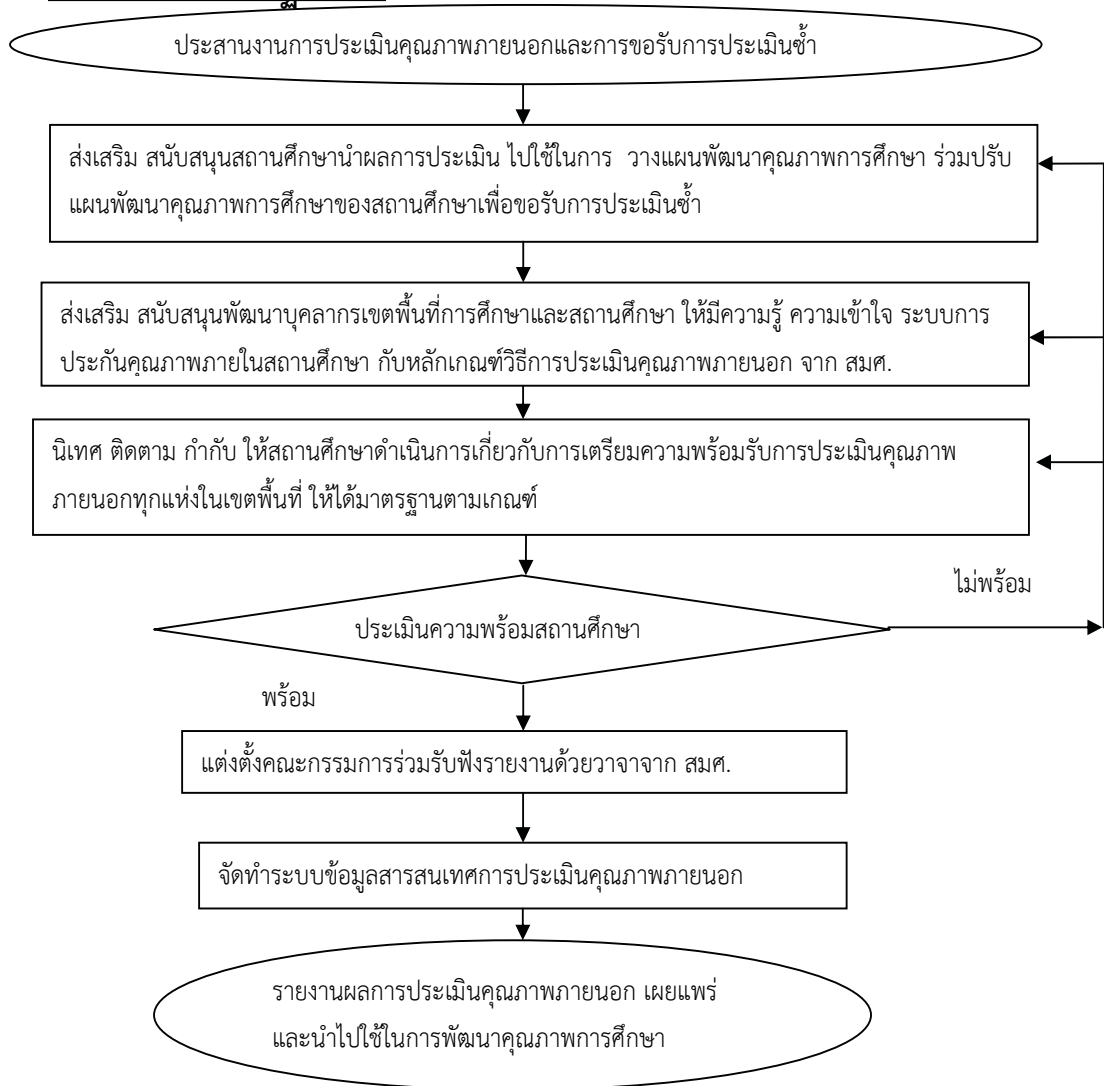 ประสานงานการประเมินคุณภาพภายนอกและการขอรับการประเมินซ้ำ
ส่งเสริม สนับสนุนสถานศึกษานำผลการประเมิน ไปใช้ในการ วางแผนพัฒนาคุณภาพการศึกษา ร่วมปรับ
แผนพัฒนาคุณภาพการศึกษาของสถานศึกษาเพื่อขอรับการประเมินซ้ำ
ส่งเสริม สนับสนุนพัฒนาบุคลากรเขตพื้นที่การศึกษาและสถานศึกษา ให้มีความรู้ ความเข้าใจ ระบบการ
ประกันคุณภาพภายในสถานศึกษา กับหลักเกณฑ์วิธีการประเมินคุณภาพภายนอก จาก สมศ.
นิเทศ ติดตาม กำกับ ให้สถานศึกษาดำเนินการเกี่ยวกับการเตรียมความพร้อมรับการประเมินคุณภาพ
ภายนอกทุกแห่งในเขตพื้นที่ ให้ได้มาตรฐานตามเกณฑ์
ไม่พร้อม
ประเมินความพร้อมสถานศึกษา
พร้อม
แต่งตั้งคณะกรรมการร่วมรับฟังรายงานด้วยวาจาจาก สมศ.
จัดทำระบบข้อมูลสารสนเทศการประเมินคุณภาพภายนอก
รายงานผลการประเมินคุณภาพภายนอก เผยแพร่
และนำไปใช้ในการพัฒนาคุณภาพการศึกษา